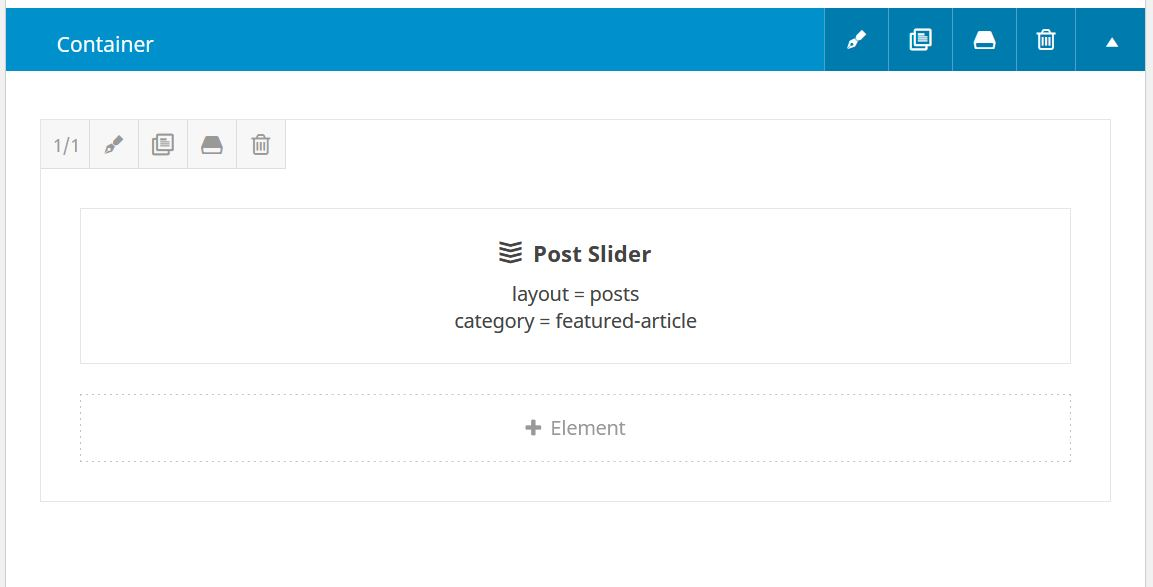 Container
1/1
Post Slider
layout = posts
category = featured-article
Element